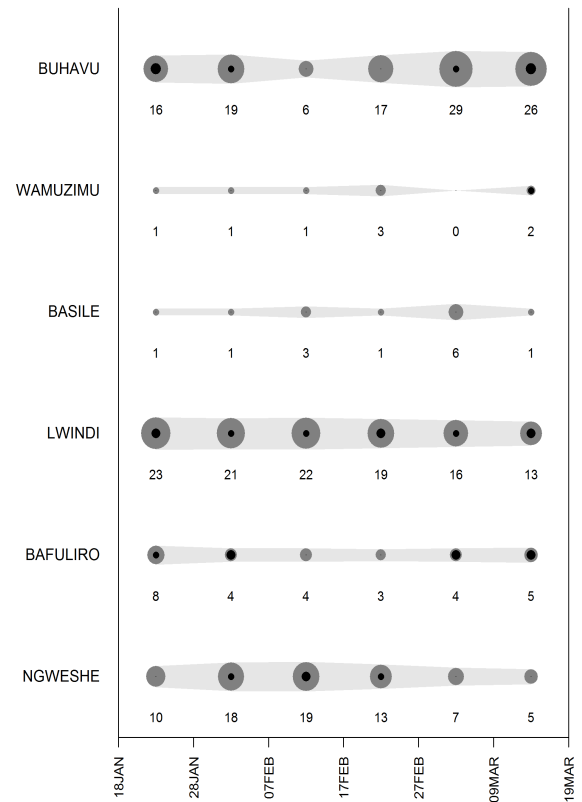 BUHAVU
16 19 6 17 29 26
WAMUZIMU
1 1 1 3 0 2
BASILE
1 1 3 1 6 1
LWINDI
23 21 22 19 16 13
BAFULIRO
8 4 4 3 4 5
NGWESHE
10 18 19 13 7 5
18JAN 28JAN 07FEB 17FEB 27FEB 09MAR 19MAR